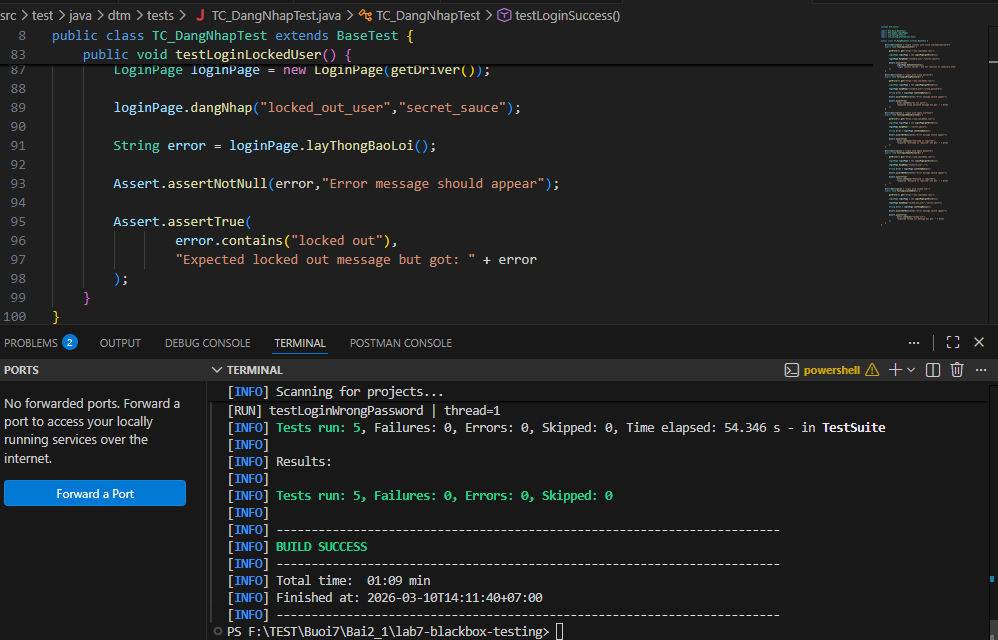 src > test > java > dtm > tests > J TC_DangNhapTest.java > TC_DangNhapTest > testLoginSuccess()
8 public class TC_DangNhapTest extends BaseTest {
83 public void testLoginLockedUser() {
87 LoginPage loginPage = new LoginPage(getDriver());
88
89 loginPage.dangNhap("locked_out_user","secret_sauce");
90
91 String error = loginPage.layThongBaoLoi();
92
93 Assert.assertNotNull(error,"Error message should appear");
94
95 Assert.assertTrue(
96 error.contains("locked out"),
97 "Expected locked out message but got: " + error
98 );
99 }
100 }
PROBLEMS 2 OUTPUT DEBUG CONSOLE TERMINAL POSTMAN CONSOLE
PORTS
No forwarded ports. Forward a
port to access your locally
running services over the
internet.
Forward a Port
TERMINAL powershell
[INFO] Scanning for projects...
[RUN] testLoginWrongPassword | thread=1
[INFO] Tests run: 5, Failures: 0, Errors: 0, Skipped: 0, Time elapsed: 54.346 s - in TestSuite
[INFO]
[INFO] Results:
[INFO]
[INFO] Tests run: 5, Failures: 0, Errors: 0, Skipped: 0
[INFO]
[INFO] ------------------------------------------------------------------------
[INFO] BUILD SUCCESS
[INFO] ------------------------------------------------------------------------
[INFO] Total time:  01:09 min
[INFO] Finished at: 2026-03-10T14:11:40+07:00
[INFO] ------------------------------------------------------------------------
PS F:\TEST\Buoi7\Bai2_1\lab7-blackbox-testing>